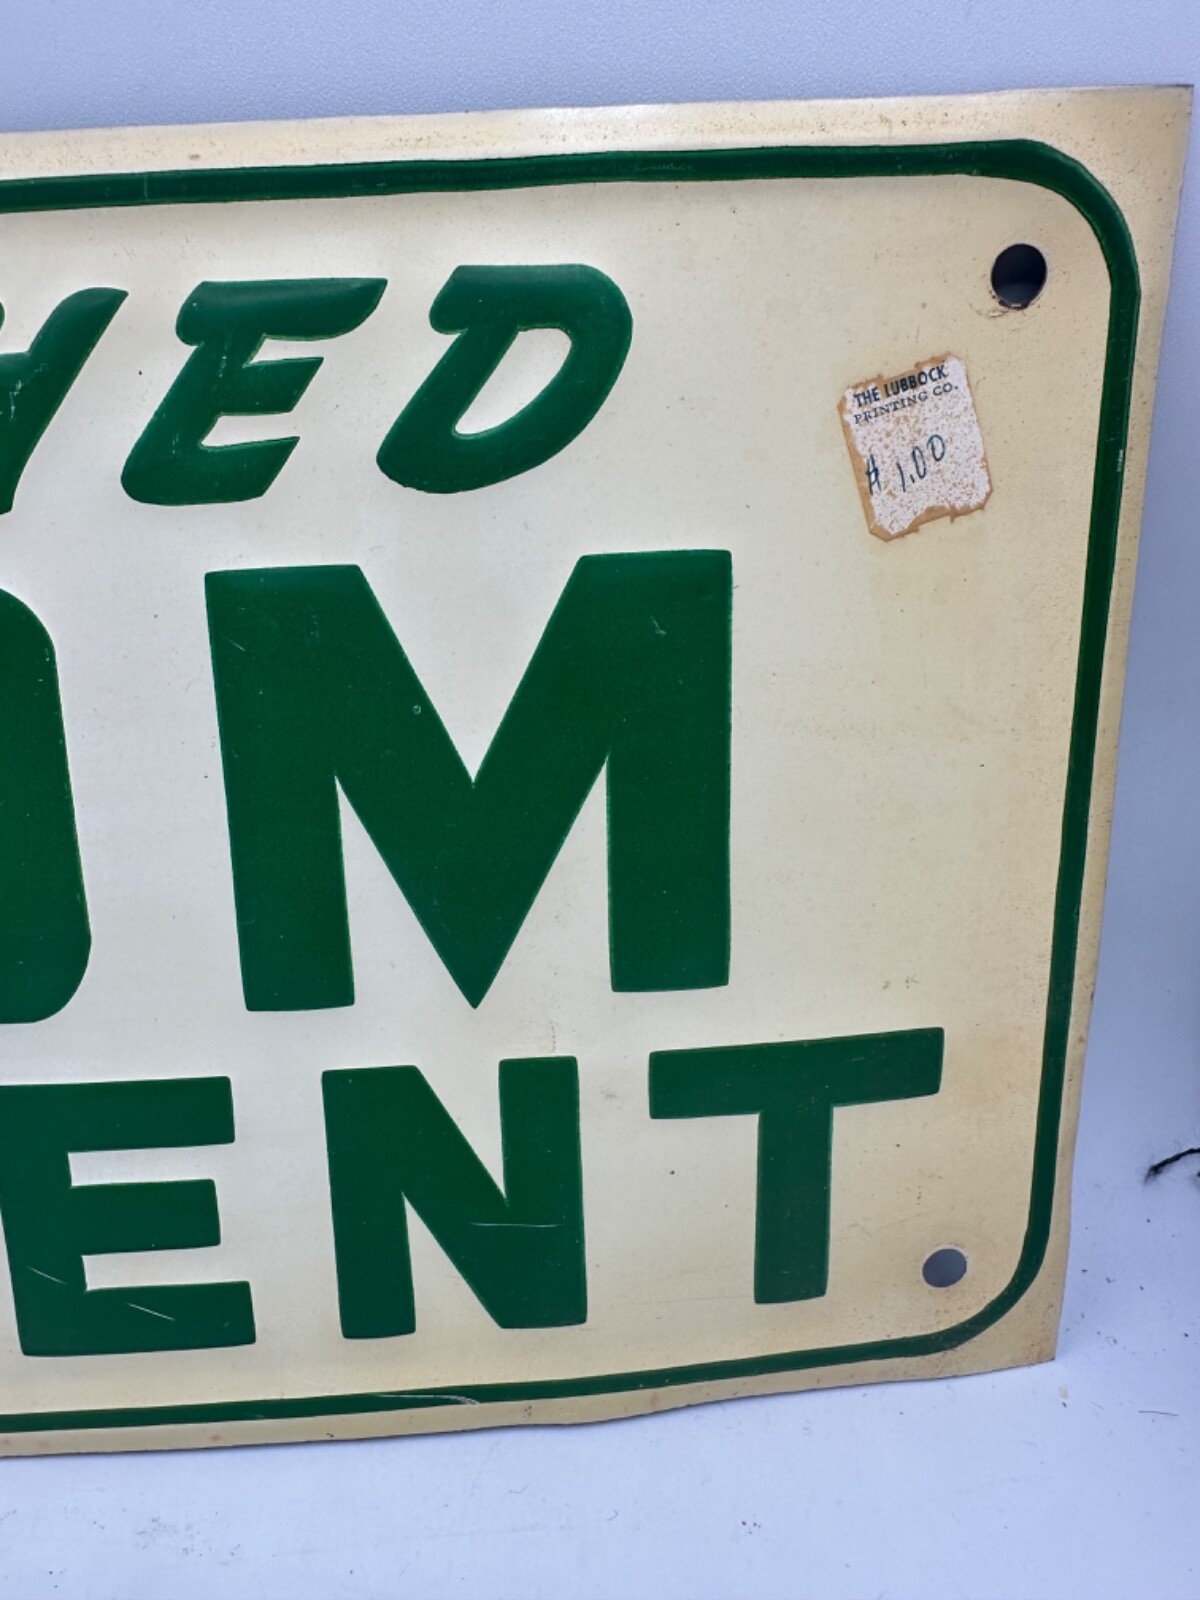 HED
THE LUBBOCK
PRINTING CO.
$ 1.00
OM
ENT